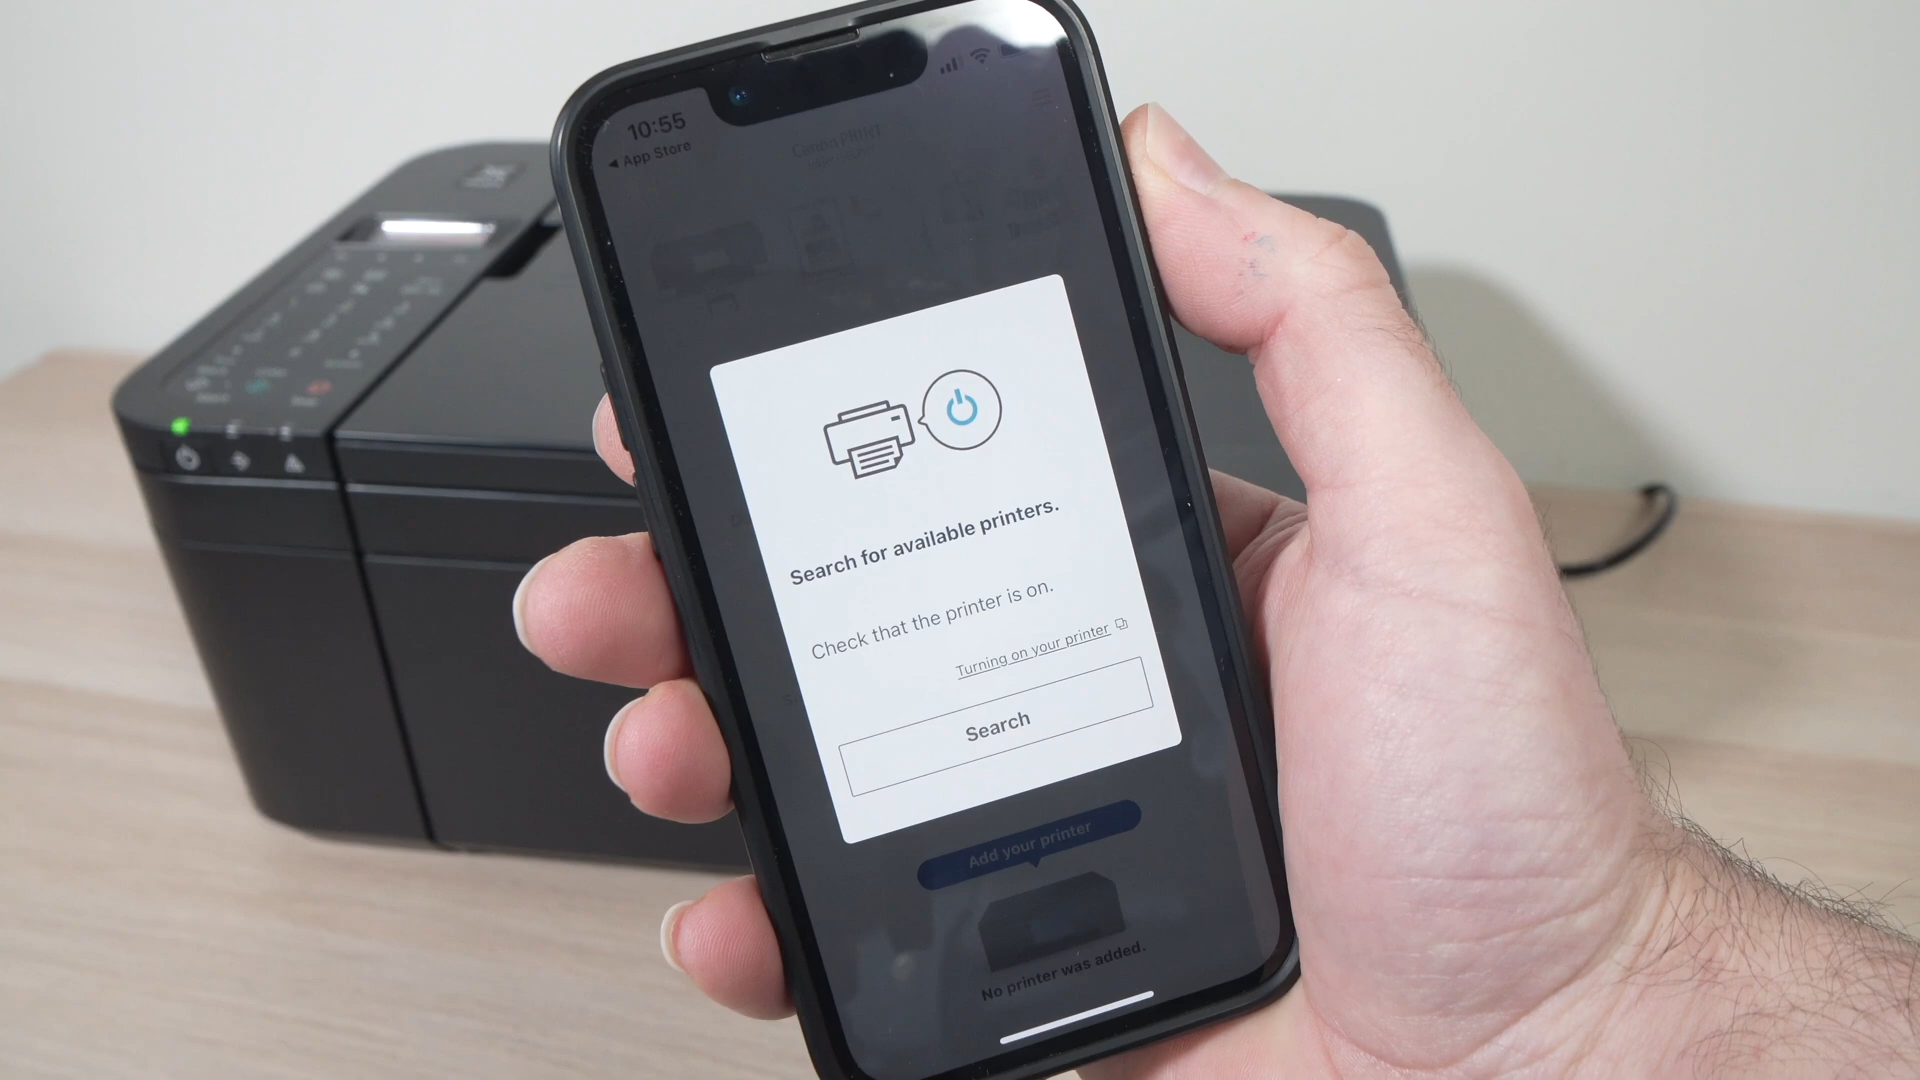 10:55
◀ App Store
Canon PRINT
Search for available printers.
Check that the printer is on.
Turning on your printer
Search
Add your printer
No printer was added.